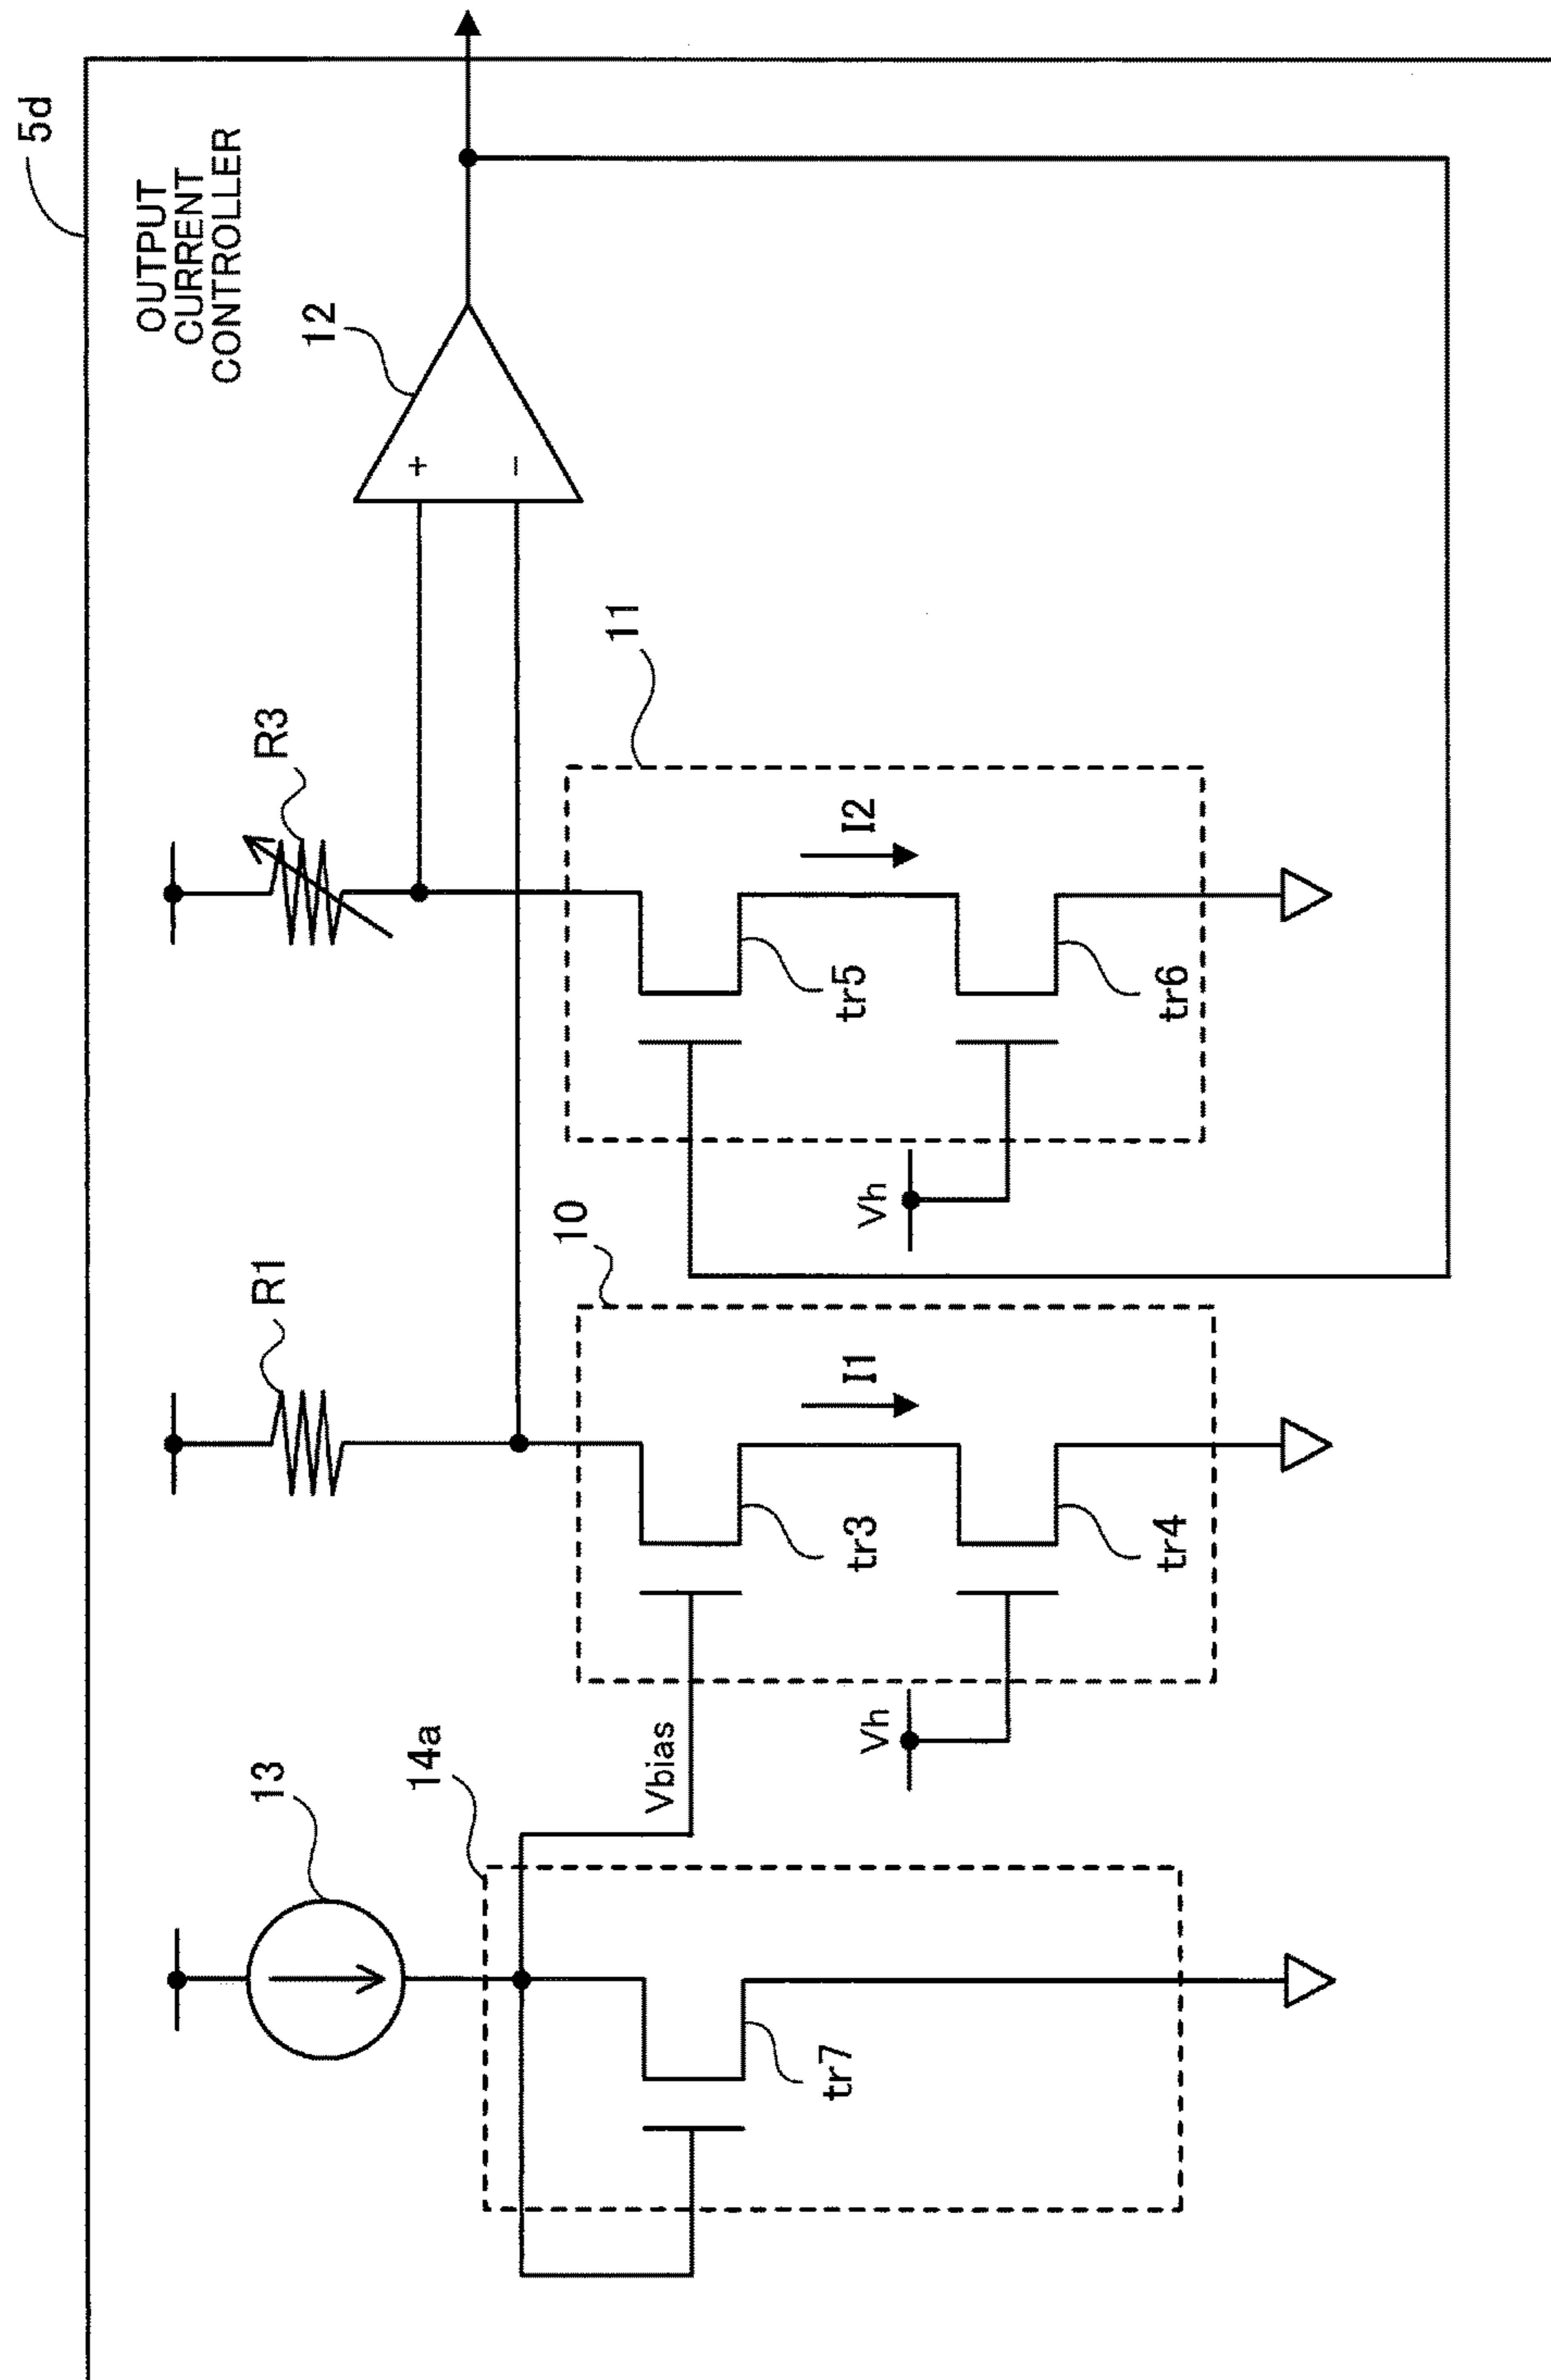 5d
OUTPUT
CURRENT
CONTROLLER
12
+
-
R3
11
I2
tr5
tr6
Vh
R1
10
I1
tr3
tr4
Vh
Vbias
13
14a
tr7